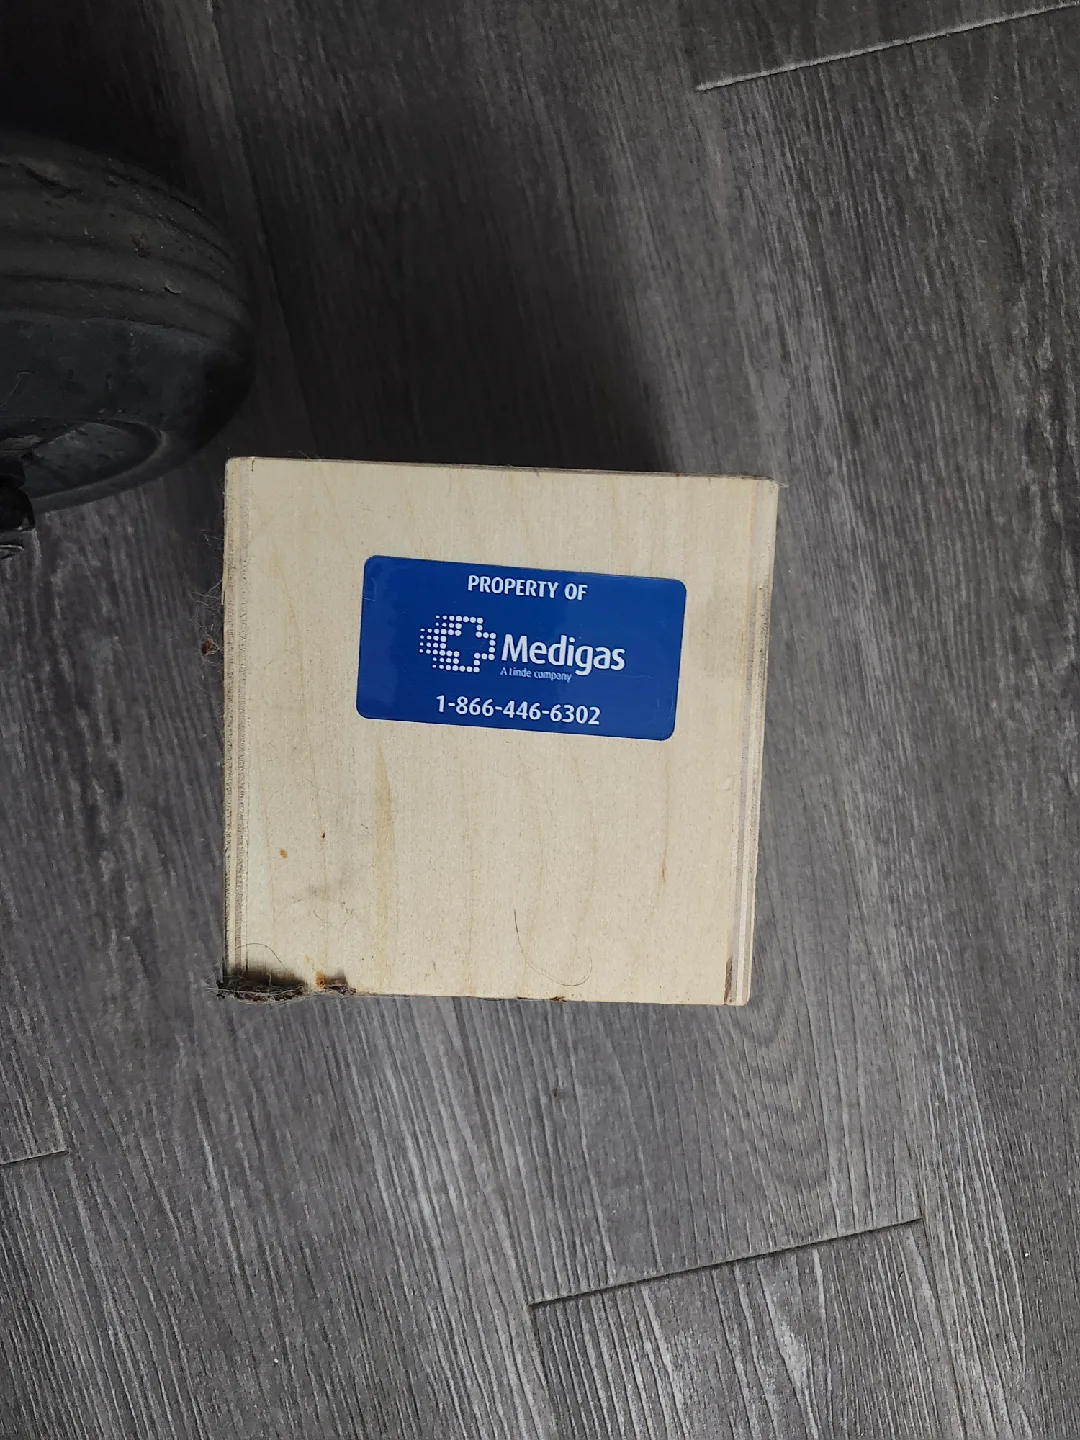 PROPERTY OF
Medigas
A Linde company
1-866-446-6302